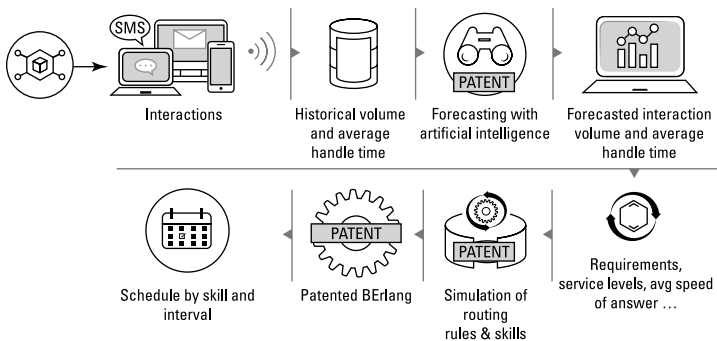 SMS
Interactions
Historical volume
and average
handle time
PATENT
Forecasting with
artificial intelligence
Forecasted interaction
volume and average
handle time
Schedule by skill and
interval
PATENT
Patented BErlang
PATENT
Simulation of
routing
rules & skills
Requirements,
service levels, avg speed
of answer …